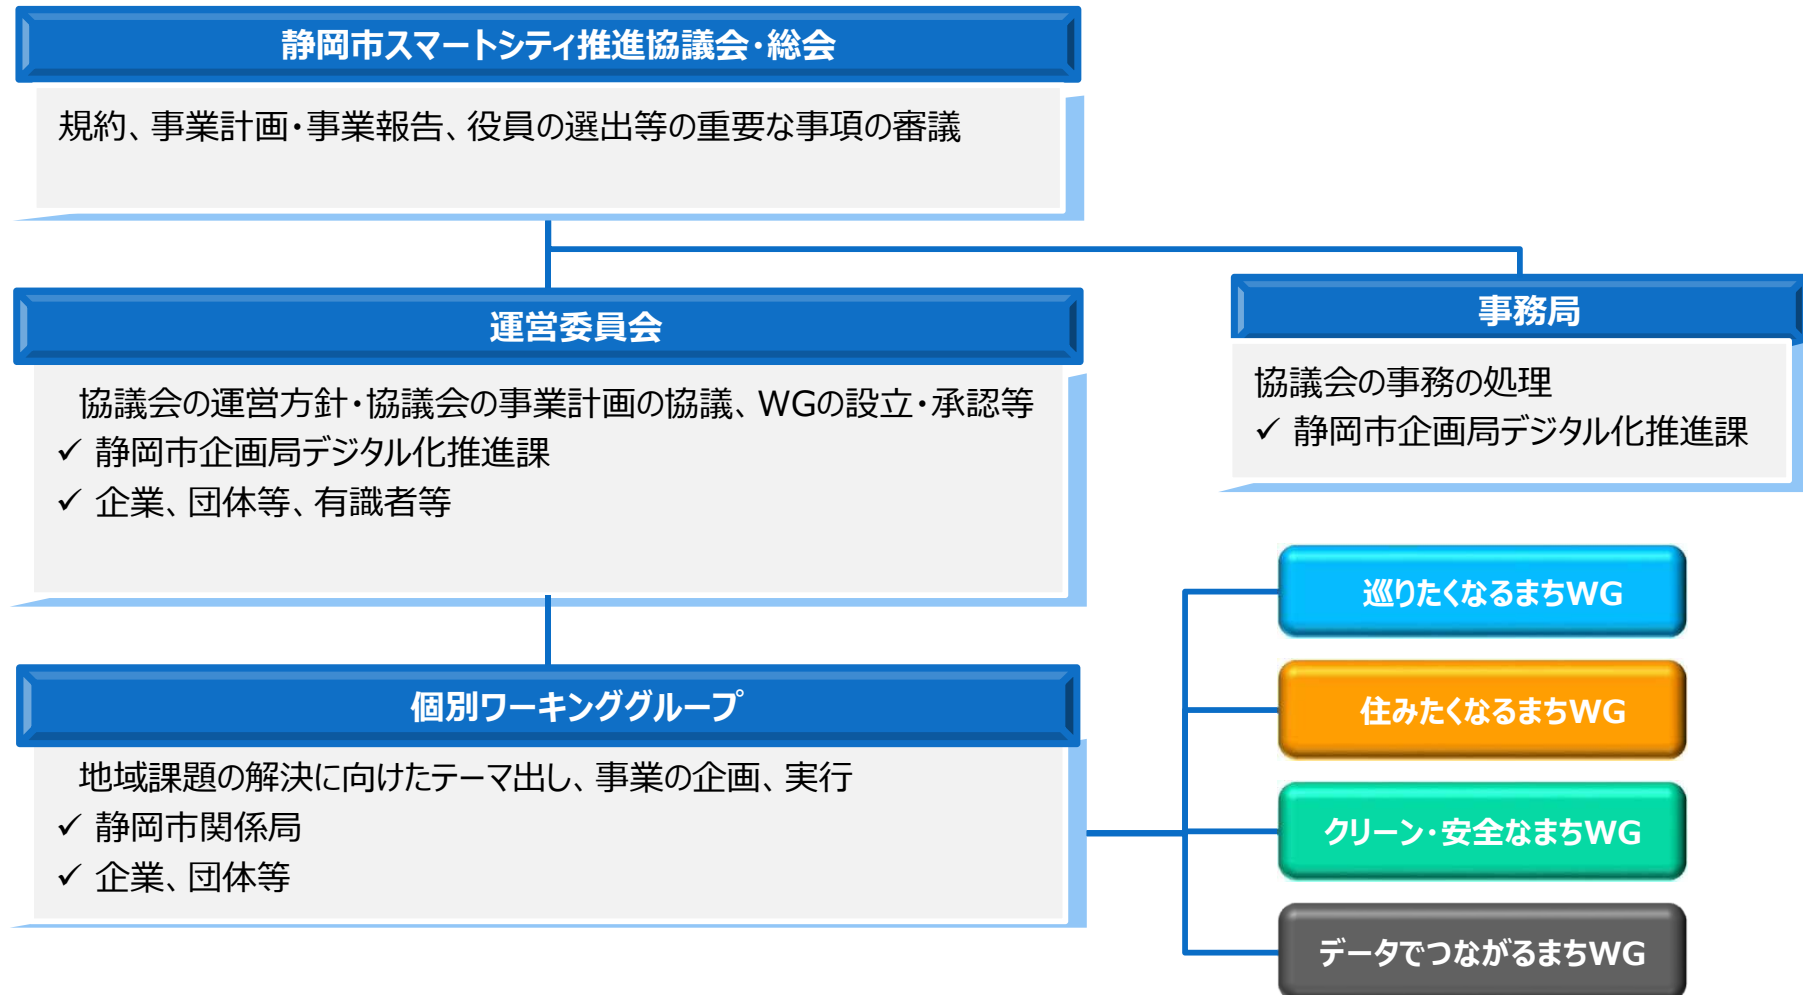 静岡市スマートシティ推進協議会・総会
規約、事業計画・事業報告、役員の選出等の重要な事項の審議
運営委員会
協議会の運営方針・協議会の事業計画の協議、WGの設立・承認等
✓ 静岡市企画局デジタル化推進課
✓ 企業、団体等、有識者等
事務局
協議会の事務の処理
✓ 静岡市企画局デジタル化推進課
個別ワーキンググループ
地域課題の解決に向けたテーマ出し、事業の企画、実行
✓ 静岡市関係局
✓ 企業、団体等
巡りたくなるまちWG
住みたくなるまちWG
クリーン・安全なまちWG
データでつながるまちWG